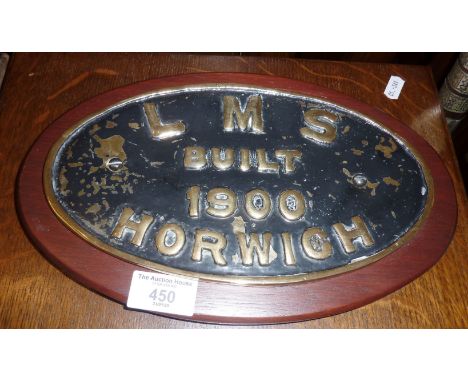 L M S
BUILT
1900
HORWICH
The Auction House
450